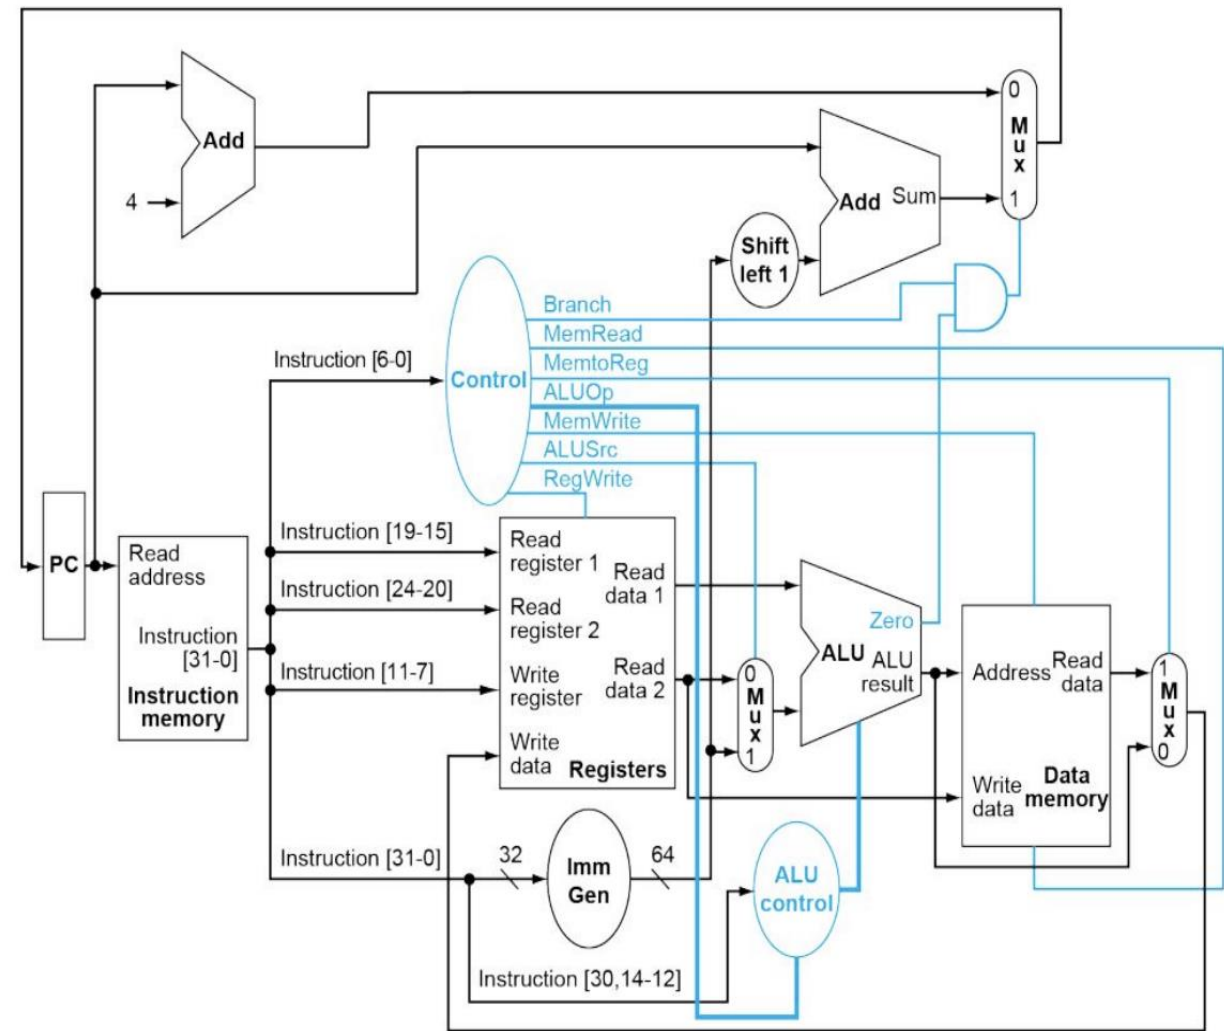 0
M
u
x
1
Add
4
Add Sum
Shift
left 1
Branch
MemRead
MemtoReg
ALUOp
MemWrite
ALUSrc
RegWrite
Control
Instruction [6-0]
PC
Read
address
Instruction
[31-0]
Instruction
memory
Instruction [19-15]
Instruction [24-20]
Instruction [11-7]
Read
register 1
Read
register 2
Write
register
Write
data
Read
data 1
Read
data 2
Registers
0
M
u
x
1
Zero
ALU
ALU
result
Address
Read
data
Write
data
Data
memory
1
M
u
x
0
Instruction [31-0]
32
Imm
Gen
64
ALU
control
Instruction [30,14-12]